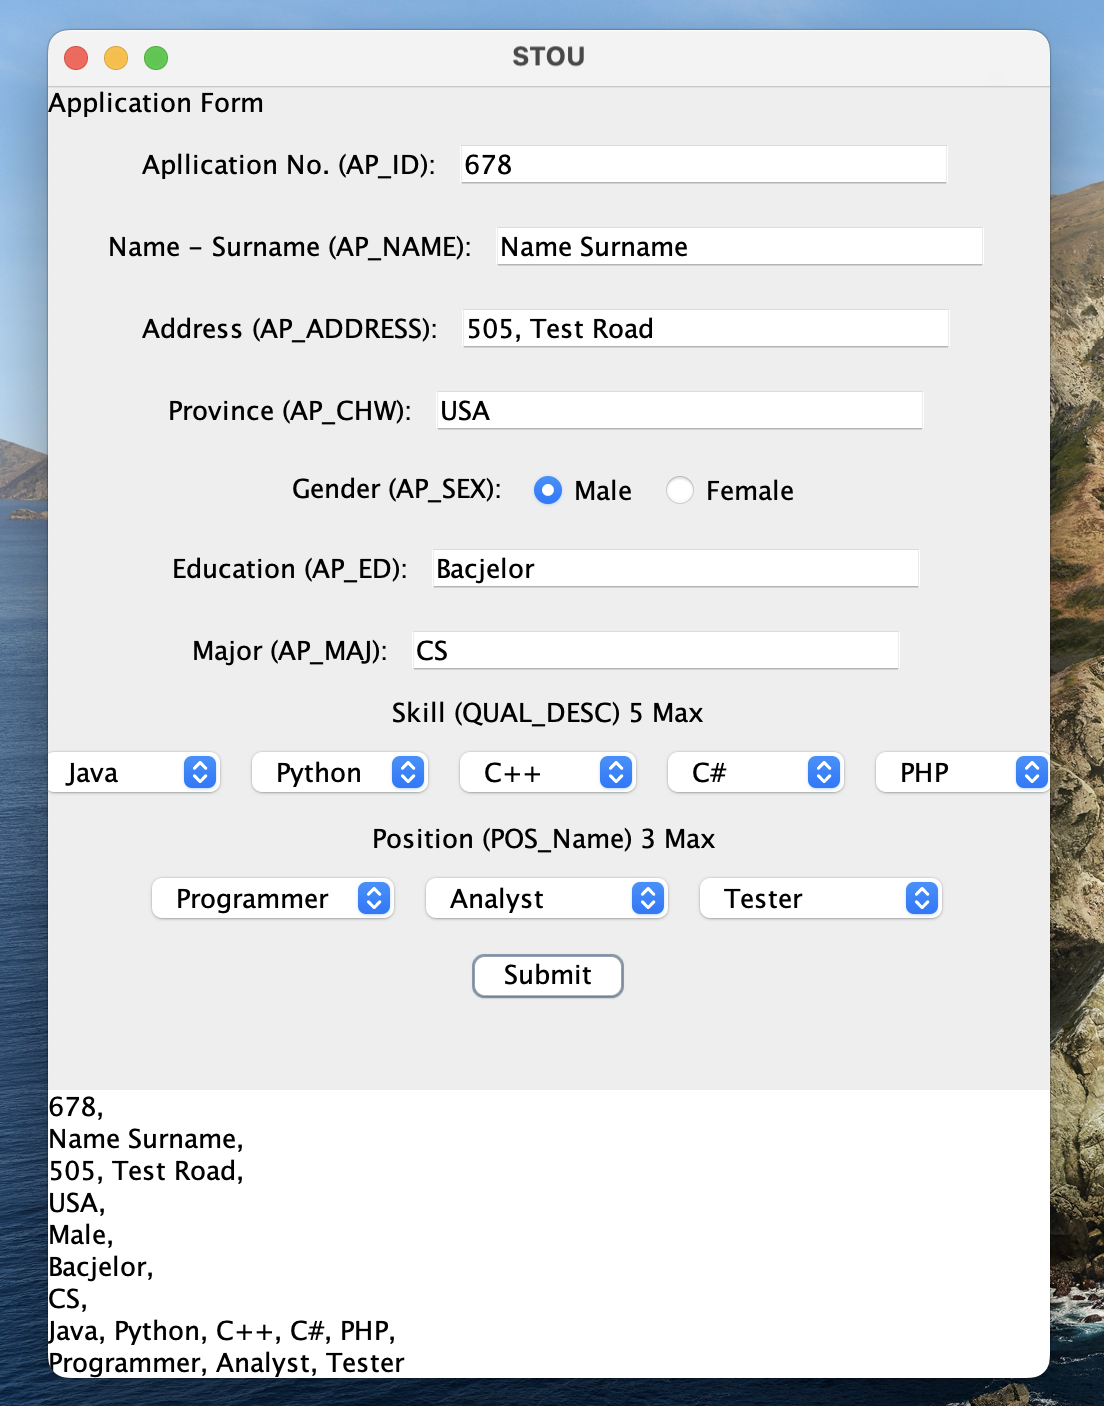 STOU
Application Form
Apllication No. (AP_ID): 678
Name - Surname (AP_NAME): Name Surname
Address (AP_ADDRESS): 505, Test Road
Province (AP_CHW): USA
Gender (AP_SEX): Male Female
Education (AP_ED): Bacjelor
Major (AP_MAJ): CS
Skill (QUAL_DESC) 5 Max
Java Python C++ C# PHP
Position (POS_Name) 3 Max
Programmer Analyst Tester
Submit
678,
Name Surname,
505, Test Road,
USA,
Male,
Bacjelor,
CS,
Java, Python, C++, C#, PHP,
Programmer, Analyst, Tester